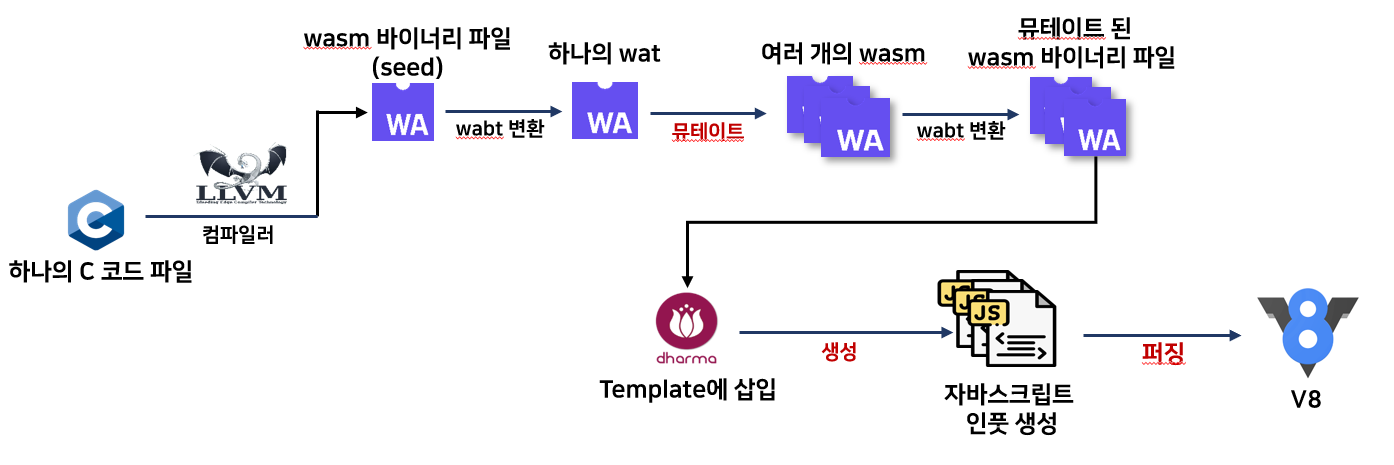 wasm 바이너리 파일
(seed)
하나의 wat
여러 개의 wasm
뮤테이트 된
wasm 바이너리 파일
WA
wabt 변환
WA
뮤테이트
WA
wabt 변환
WA
LLVM
컴파일러
C
하나의 C 코드 파일
dharma
Template에 삽입
생성
JS
JS
JS
자바스크립트
인풋 생성
퍼징
8
V8